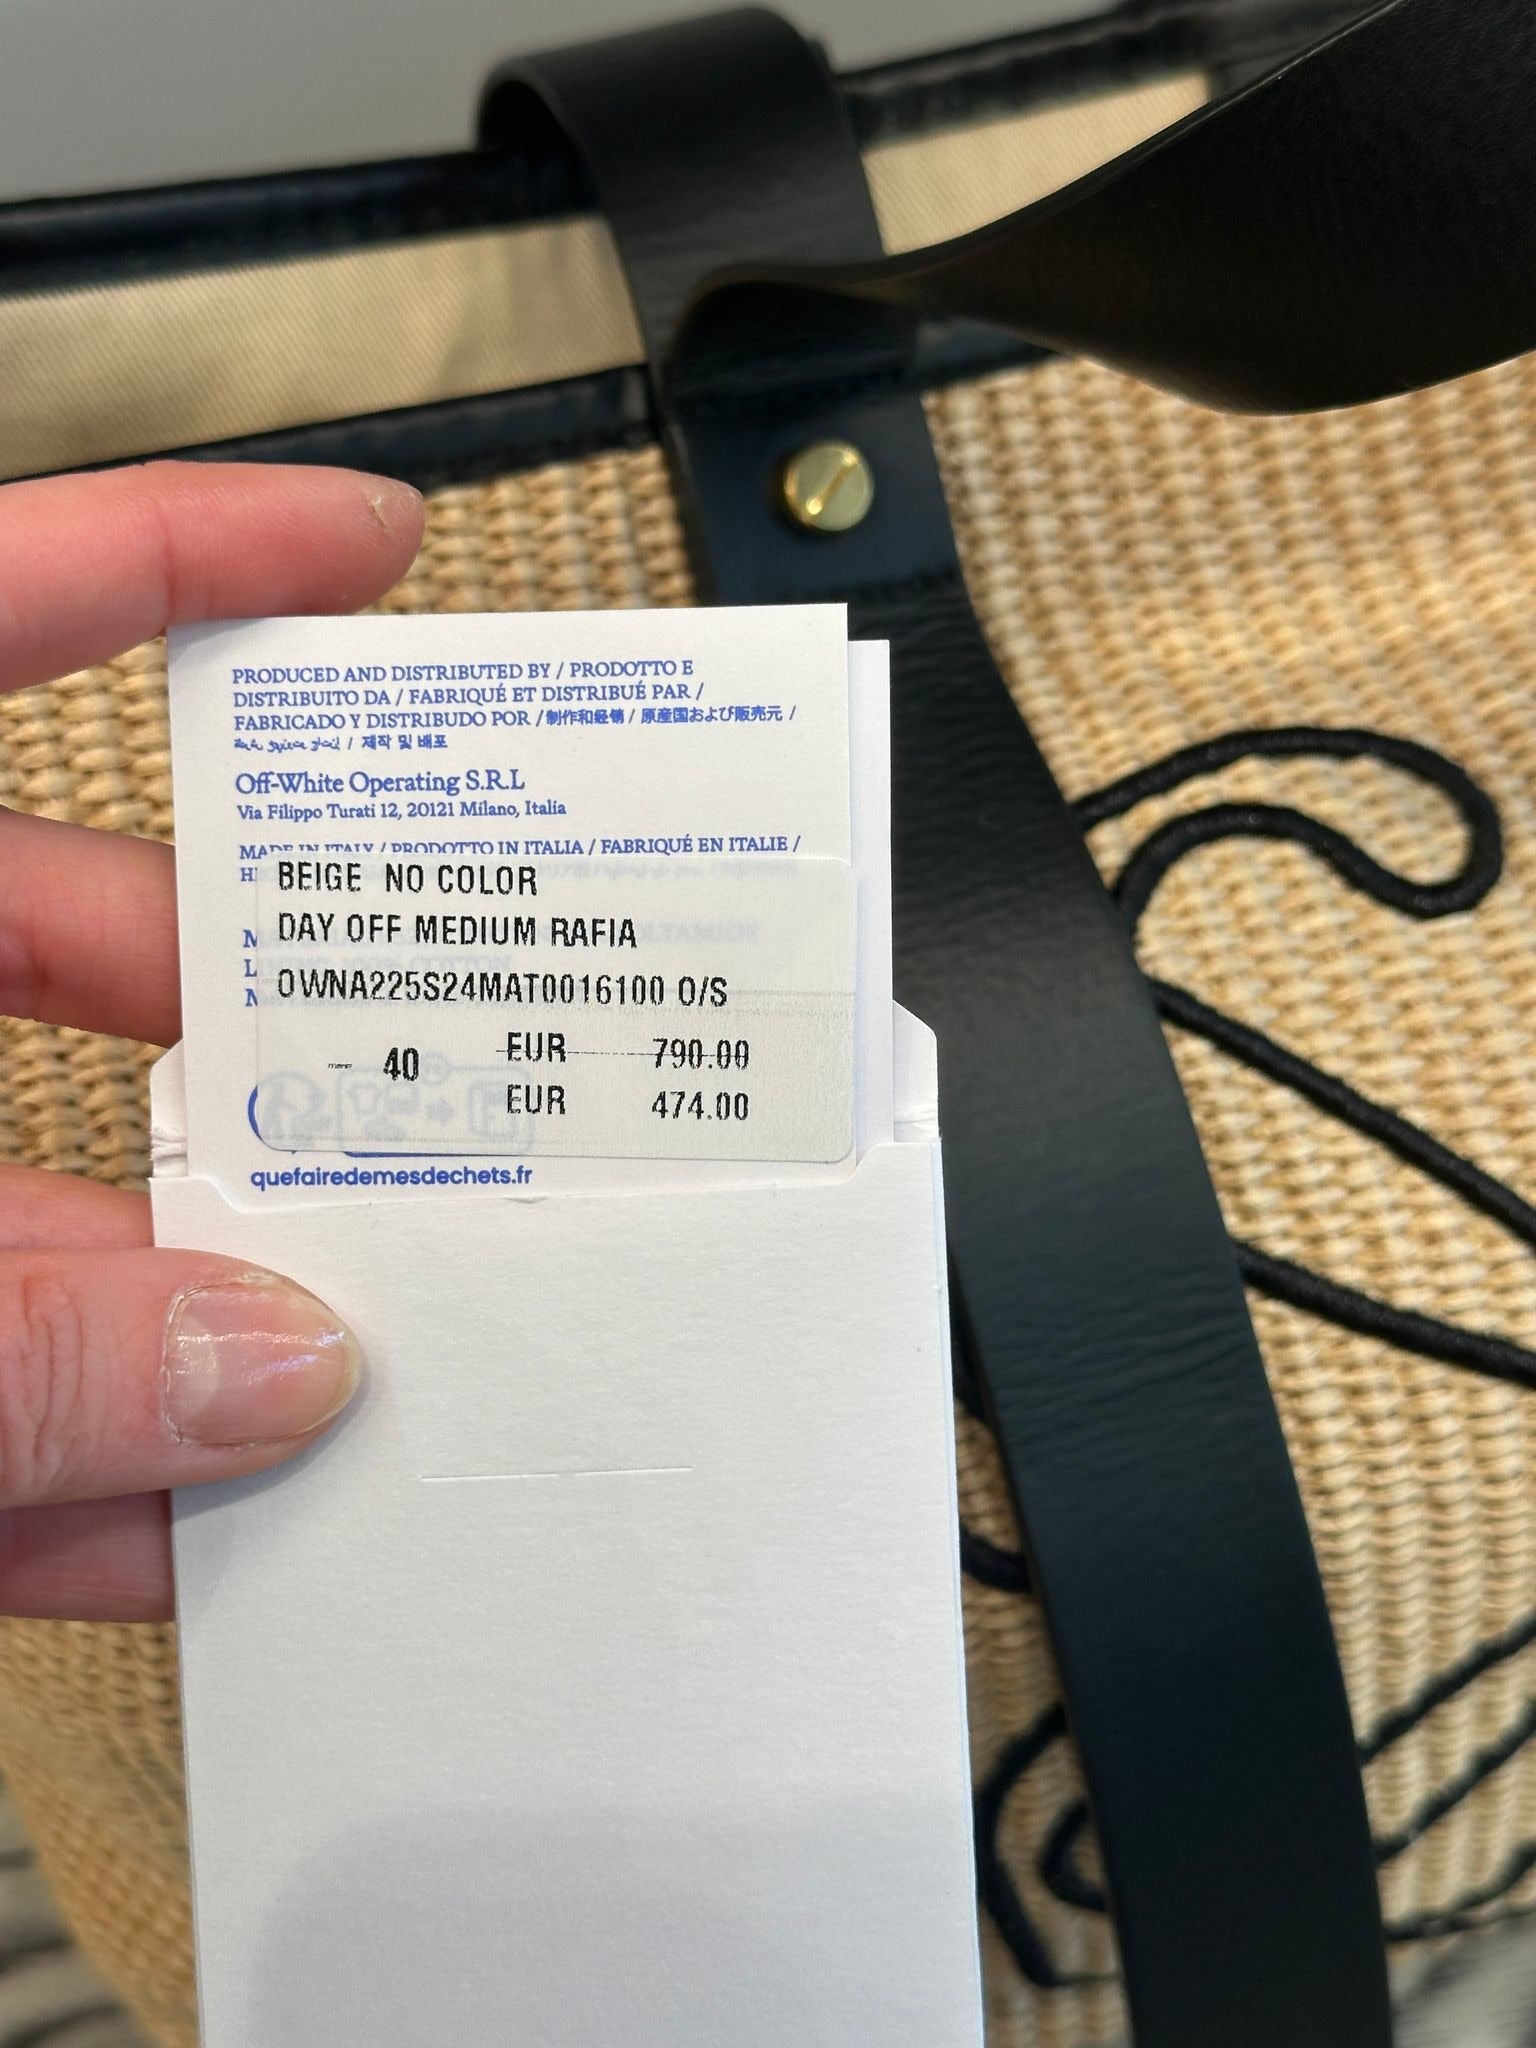 PRODUCED AND DISTRIBUTED BY / PRODOTTO E
DISTRIBUITO DA / FABRIQUÉ ET DISTRIBUÉ PAR /
FABRICADO Y DISTRIBUDO POR / 制作和经销 / 原産国および販売元 /
/ 제작 및 배포
Off-White Operating S.R.L
Via Filippo Turati 12, 20121 Milano, Italia
MADE IN ITALY / PRODOTTO IN ITALIA / FABRIQUÉ EN ITALIE /
BEIGE NO COLOR
DAY OFF MEDIUM RAFIA
OWNA225S24MAT0016100 O/S
- 40 EUR 790.00
EUR 474.00
quefairedemesdechets.fr